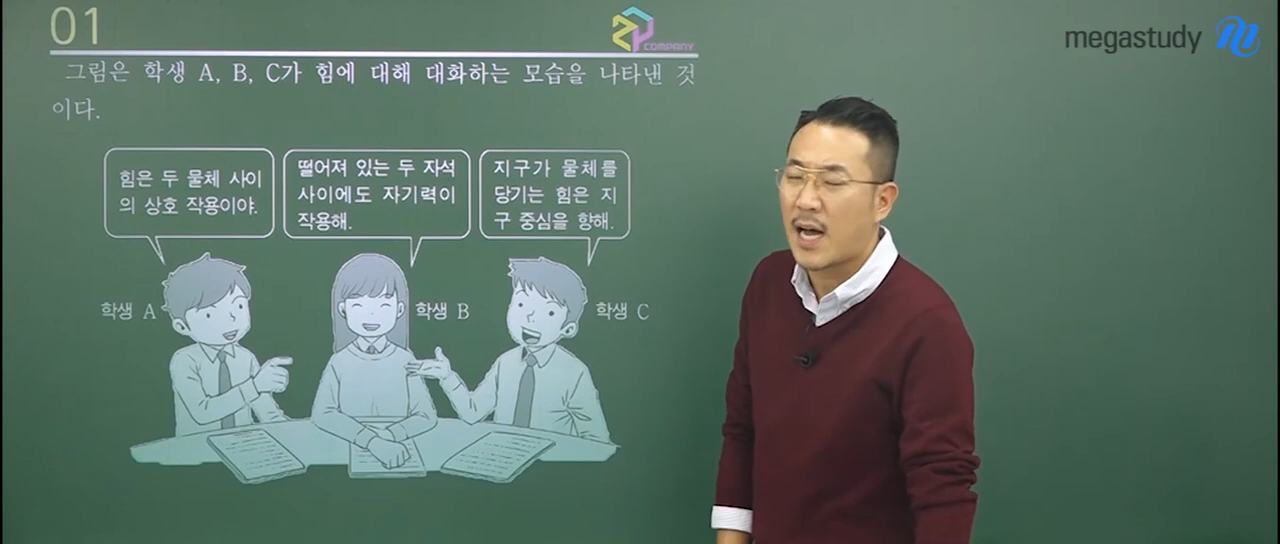 01
ZP COMPANY
megastudy
그림은 학생 A, B, C가 힘에 대해 대화하는 모습을 나타낸 것
이다.
힘은 두 물체 사이
의 상호 작용이야.
떨어져 있는 두 자석
사이에도 자기력이
작용해.
지구가 물체를
당기는 힘은 지
구 중심을 향해.
학생 A
학생 B
학생 C